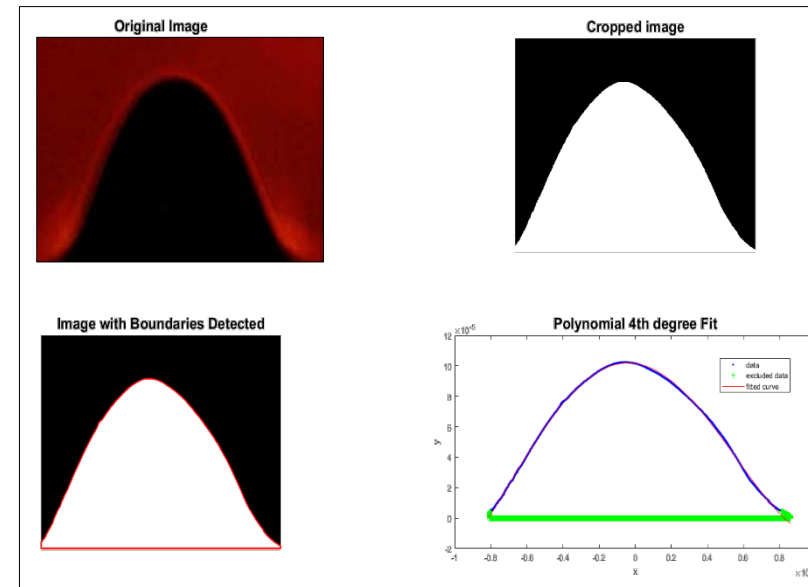 Original Image
Cropped image
Image with Boundaries Detected
Polynomial 4th degree Fit
×10-5
12
10
8
6
4
2
0
-2
y
data
excluded data
fitted curve
-1 -0.8 -0.6 -0.4 -0.2 0 0.2 0.4 0.6 0.8
x